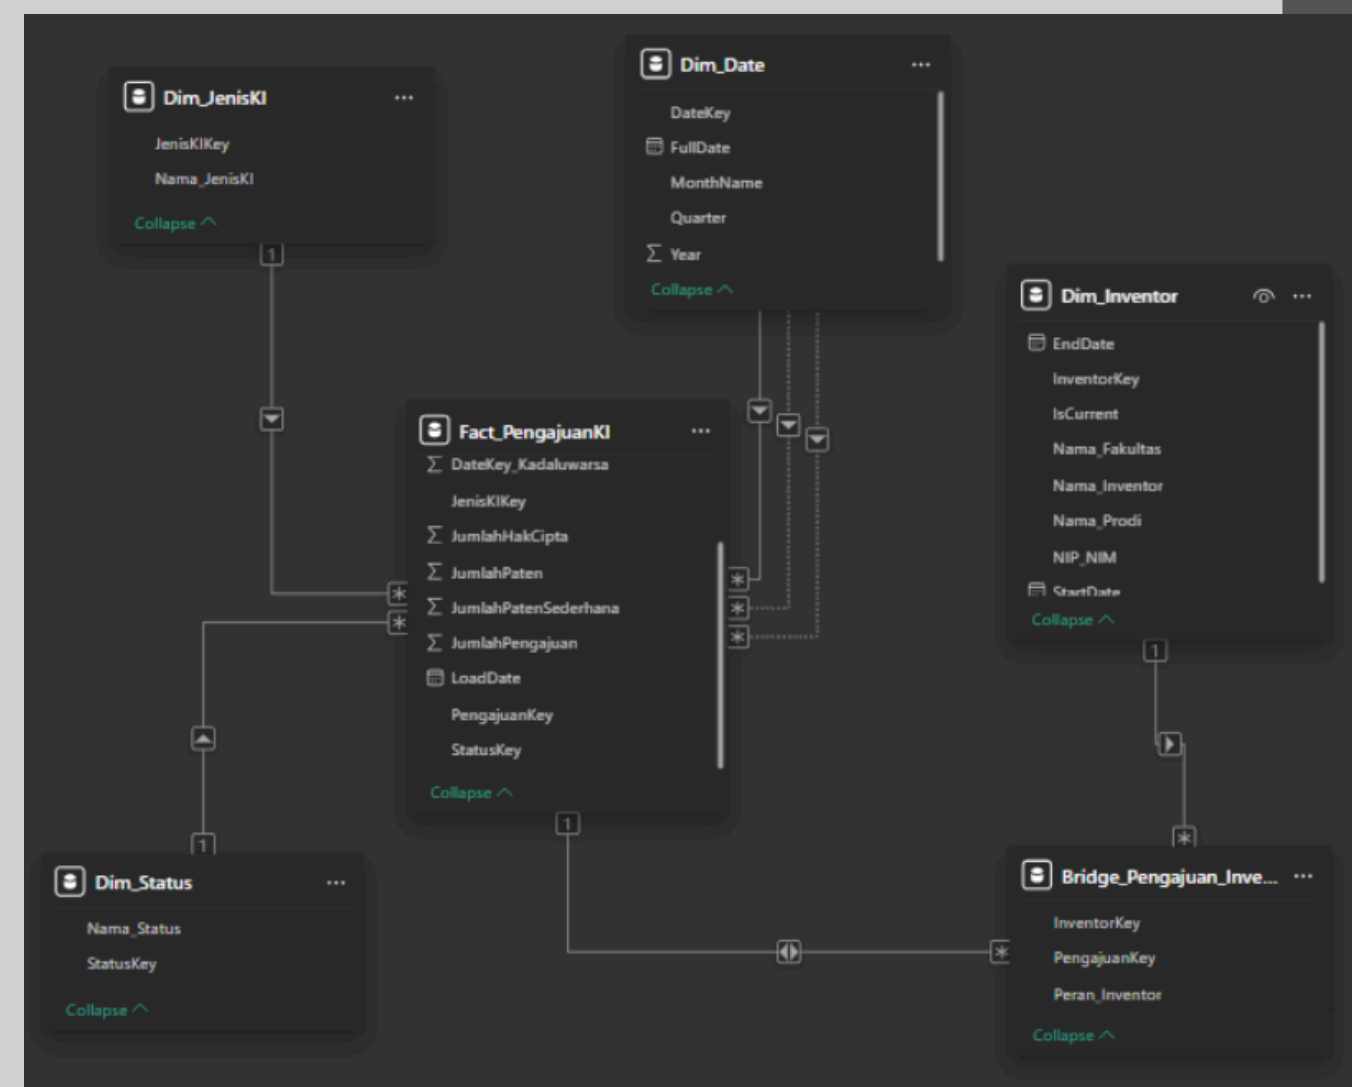 Dim_JenisKI
JenisKIKey
Nama_JenisKI
Collapse
1
Dim_Date
DateKey
FullDate
MonthName
Quarter
Σ Year
Collapse
Dim_Inventor
EndDate
InventorKey
IsCurrent
Nama_Fakultas
Nama_Inventor
Nama_Prodi
NIP_NIM
StartDate
Collapse
1
Fact_PengajuanKI
Σ DateKey_Kadaluwarsa
JenisKIKey
Σ JumlahHakCipta
Σ JumlahPaten
Σ JumlahPatenSederhana
Σ JumlahPengajuan
LoadDate
PengajuanKey
StatusKey
Collapse
1
*
*
*
*
*
1
Dim_Status
Nama_Status
StatusKey
Collapse
*
*
Bridge_Pengajuan_Inve...
InventorKey
PengajuanKey
Peran_Inventor
Collapse